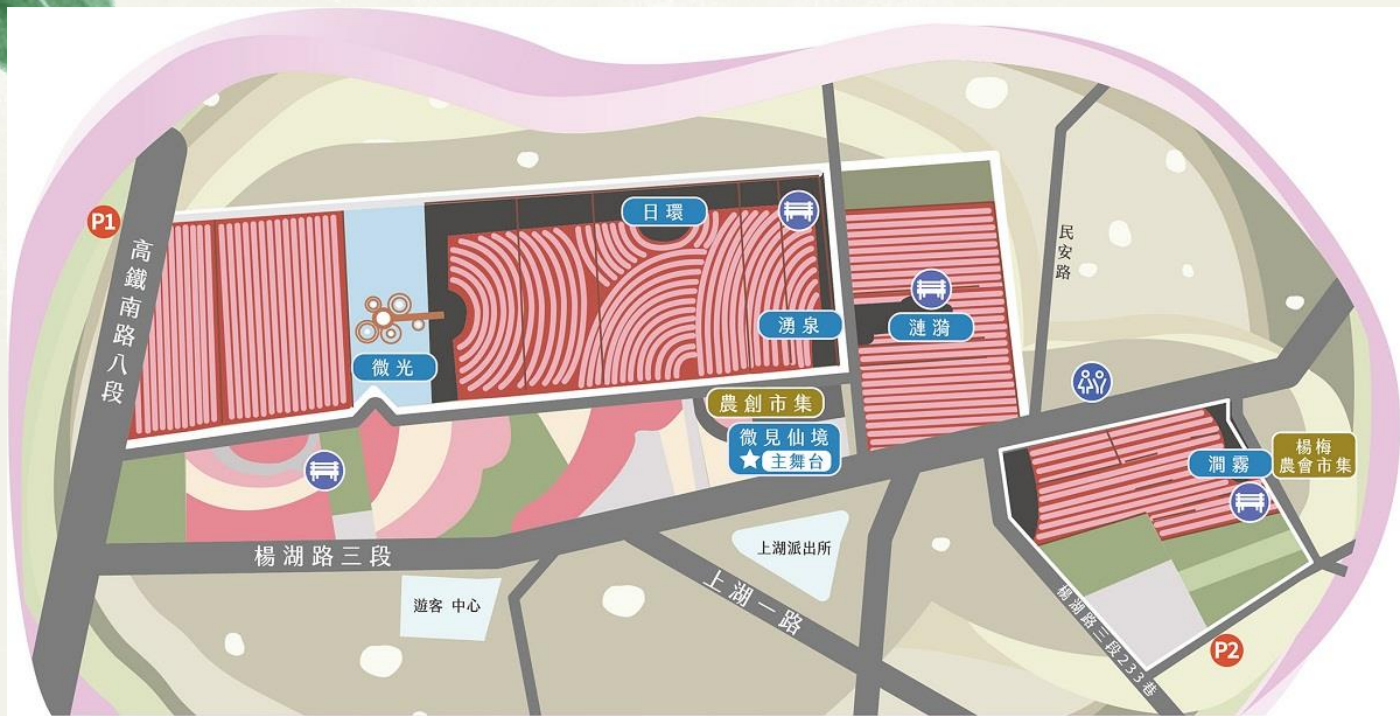 P1
高鐵南路八段
日環
民安路
湧泉
漣漪
微光
農創市集
微見仙境
主舞台
楊梅
農會市集
澗霧
楊湖路三段
上湖派出所
遊客 中心
上湖一路
楊湖路三段233巷
P2